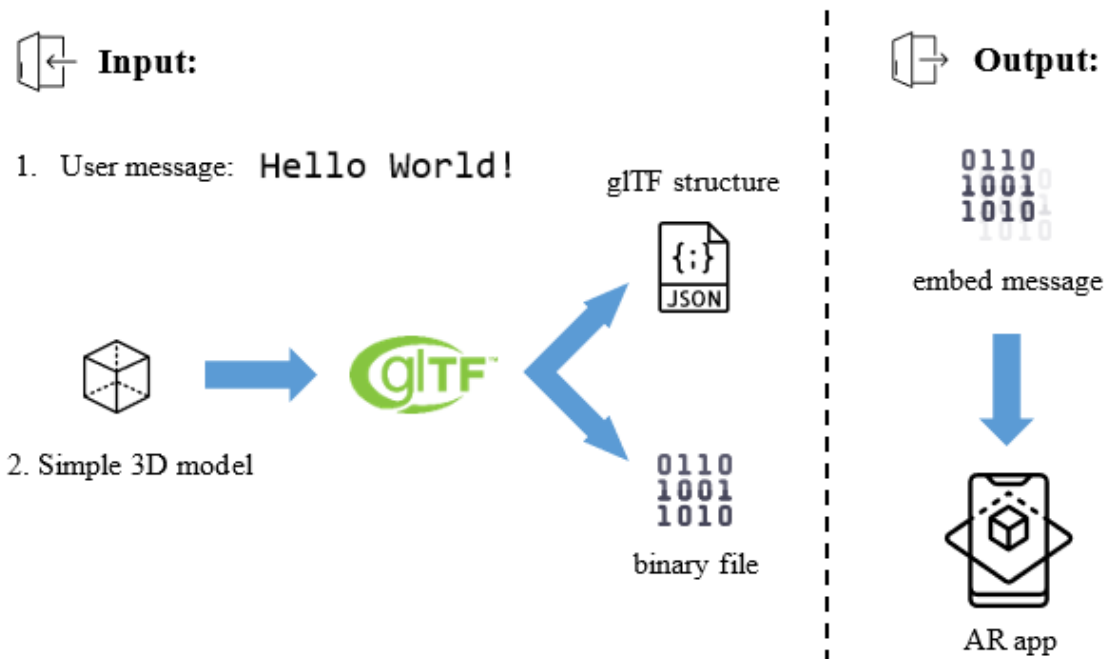 Input:
1. User message: Hello World!
glTF structure
{;}
JSON
glTF™
2. Simple 3D model
0110
1001
1010
binary file
Output:
0110
1001
1010
embed message
AR app